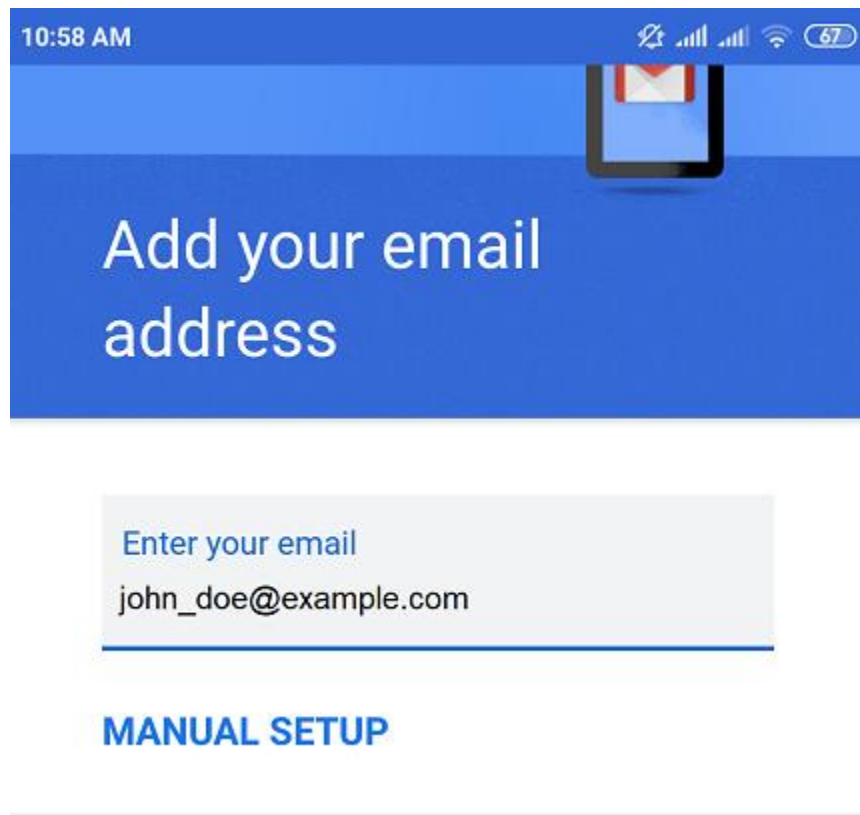 10:58 AM
67
Add your email
address
Enter your email
john_doe@example.com
MANUAL SETUP